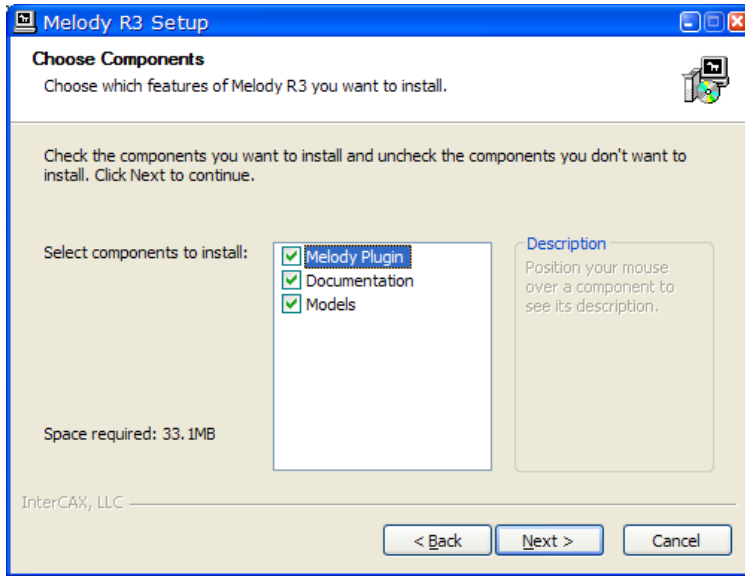 Melody R3 Setup
Choose Components
Choose which features of Melody R3 you want to install.
Check the components you want to install and uncheck the components you don't want to
install. Click Next to continue.
Select components to install:
Melody Plugin
Documentation
Models
Description
Position your mouse
over a component to
see its description.
Space required: 33.1MB
InterCAX, LLC
< Back
Next >
Cancel